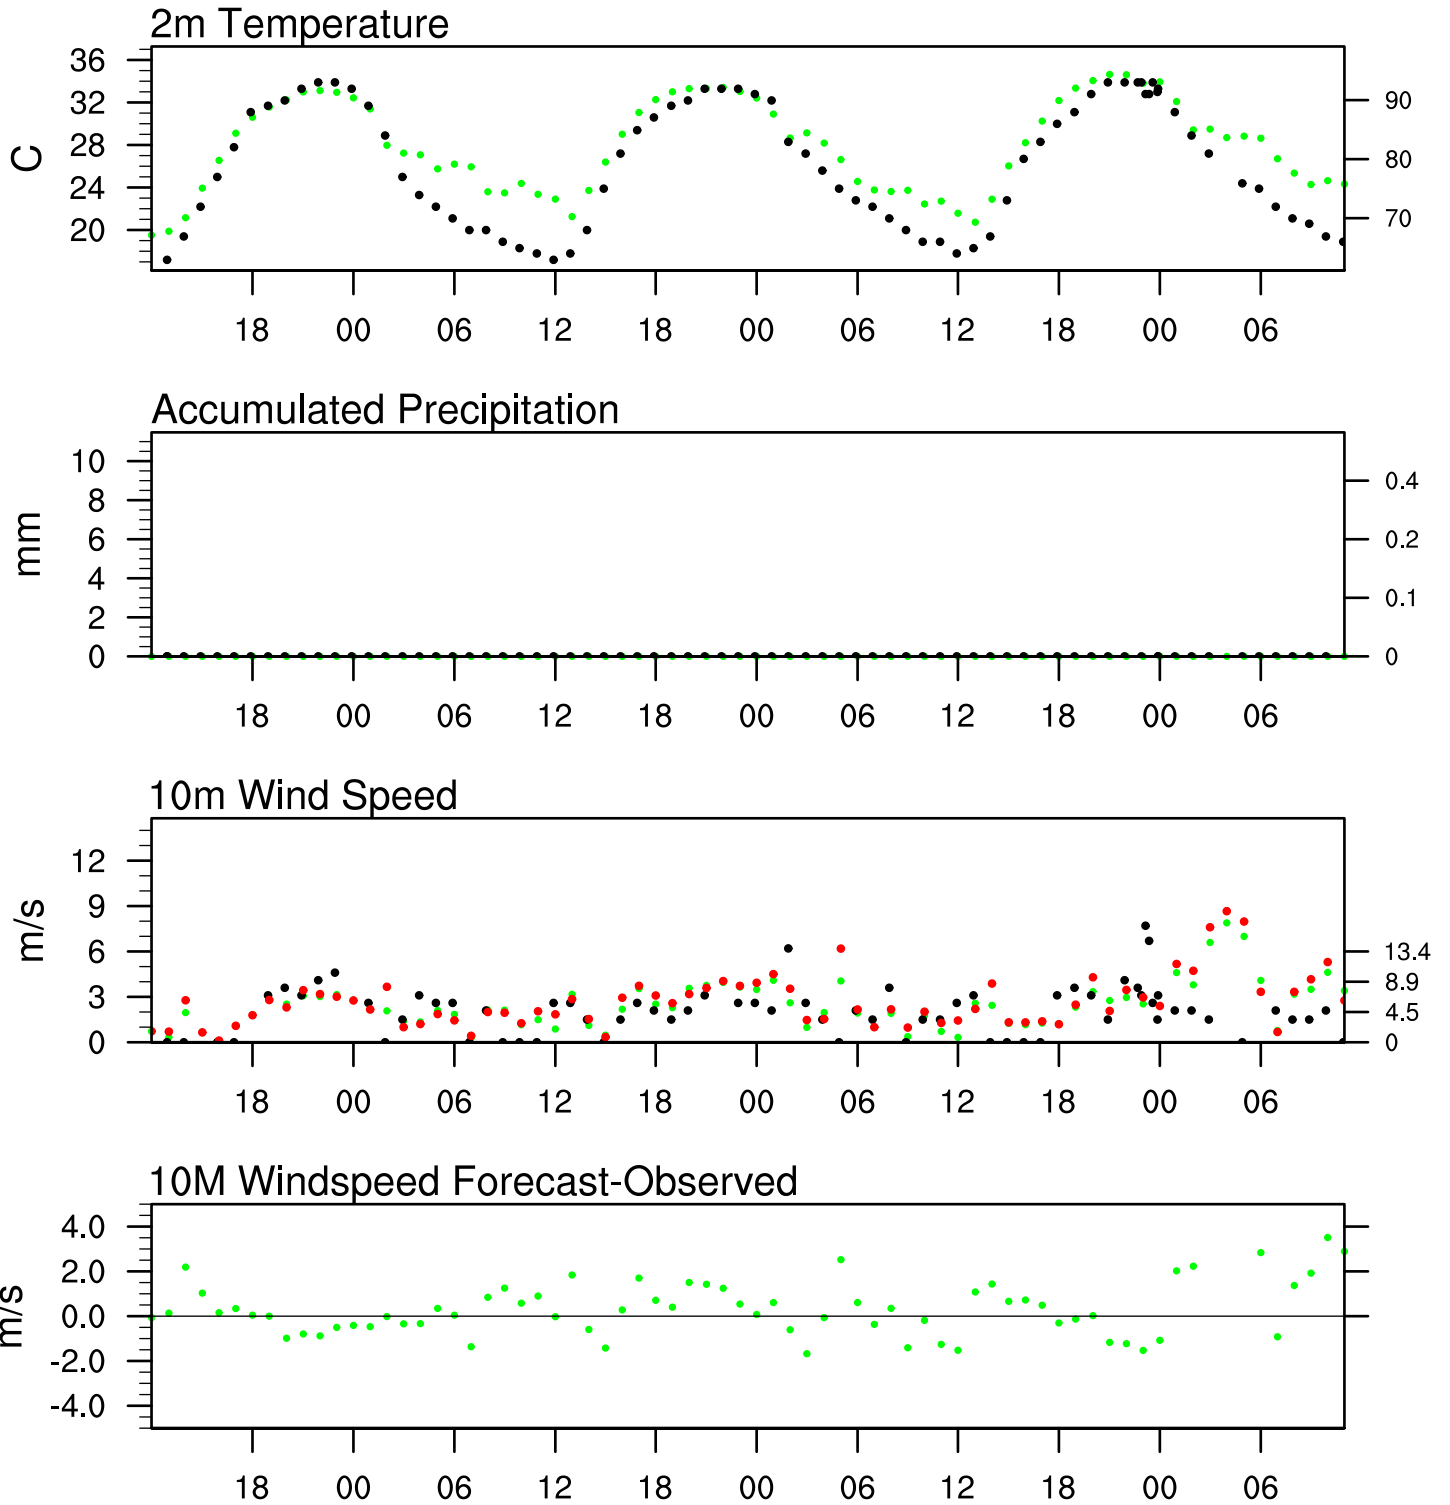 2m Temperature
36
32
28
24
20
C
90
80
70
18 00 06 12 18 00 06 12 18 00 06
Accumulated Precipitation
10
8
6
4
2
0
mm
0.4
0.2
0.1
0
18 00 06 12 18 00 06 12 18 00 06
10m Wind Speed
12
9
6
3
0
m/s
13.4
8.9
4.5
0
18 00 06 12 18 00 06 12 18 00 06
10M Windspeed Forecast-Observed
4.0
2.0
0.0
-2.0
-4.0
m/s
18 00 06 12 18 00 06 12 18 00 06